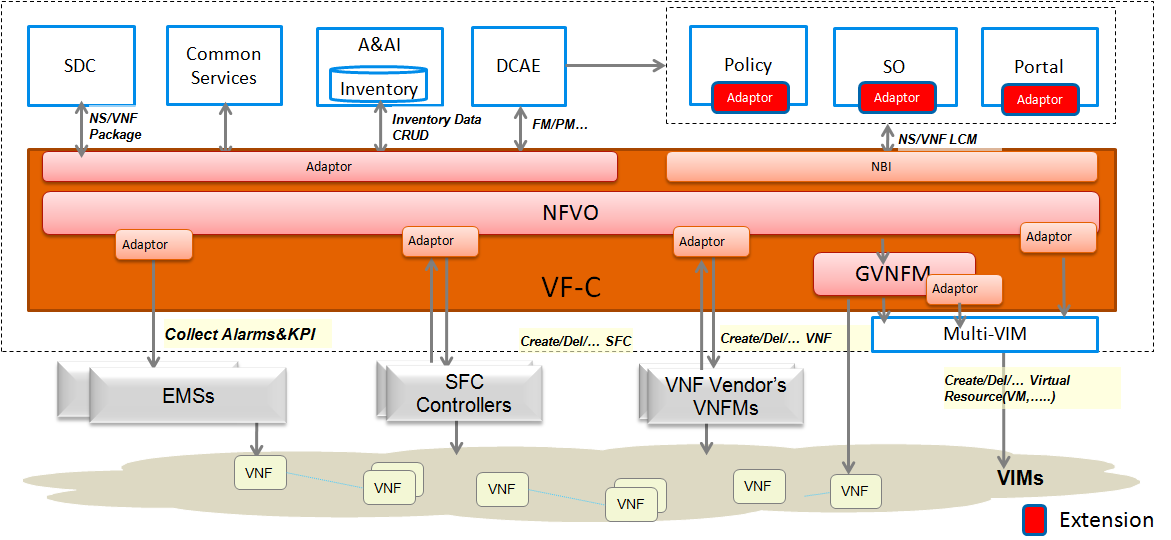 SDC
Common
Services
A&AI
Inventory
DCAE
Policy
Adaptor
SO
Adaptor
Portal
Adaptor
NS/VNF
Package
Inventory Data
CRUD
FM/PM...
NS/VNF LCM
Adaptor
NBI
NFVO
Adaptor
Adaptor
Adaptor
Adaptor
GVNFM
Adaptor
VF-C
Collect Alarms&KPI
Create/Del/... SFC
Create/Del/... VNF
Multi-VIM
EMSs
SFC
Controllers
VNF Vendor's
VNFMs
Create/Del/... Virtual
Resource(VM,.....)
VNF
VNF
VNF
VNF
VNF
VNF
VIMs
Extension